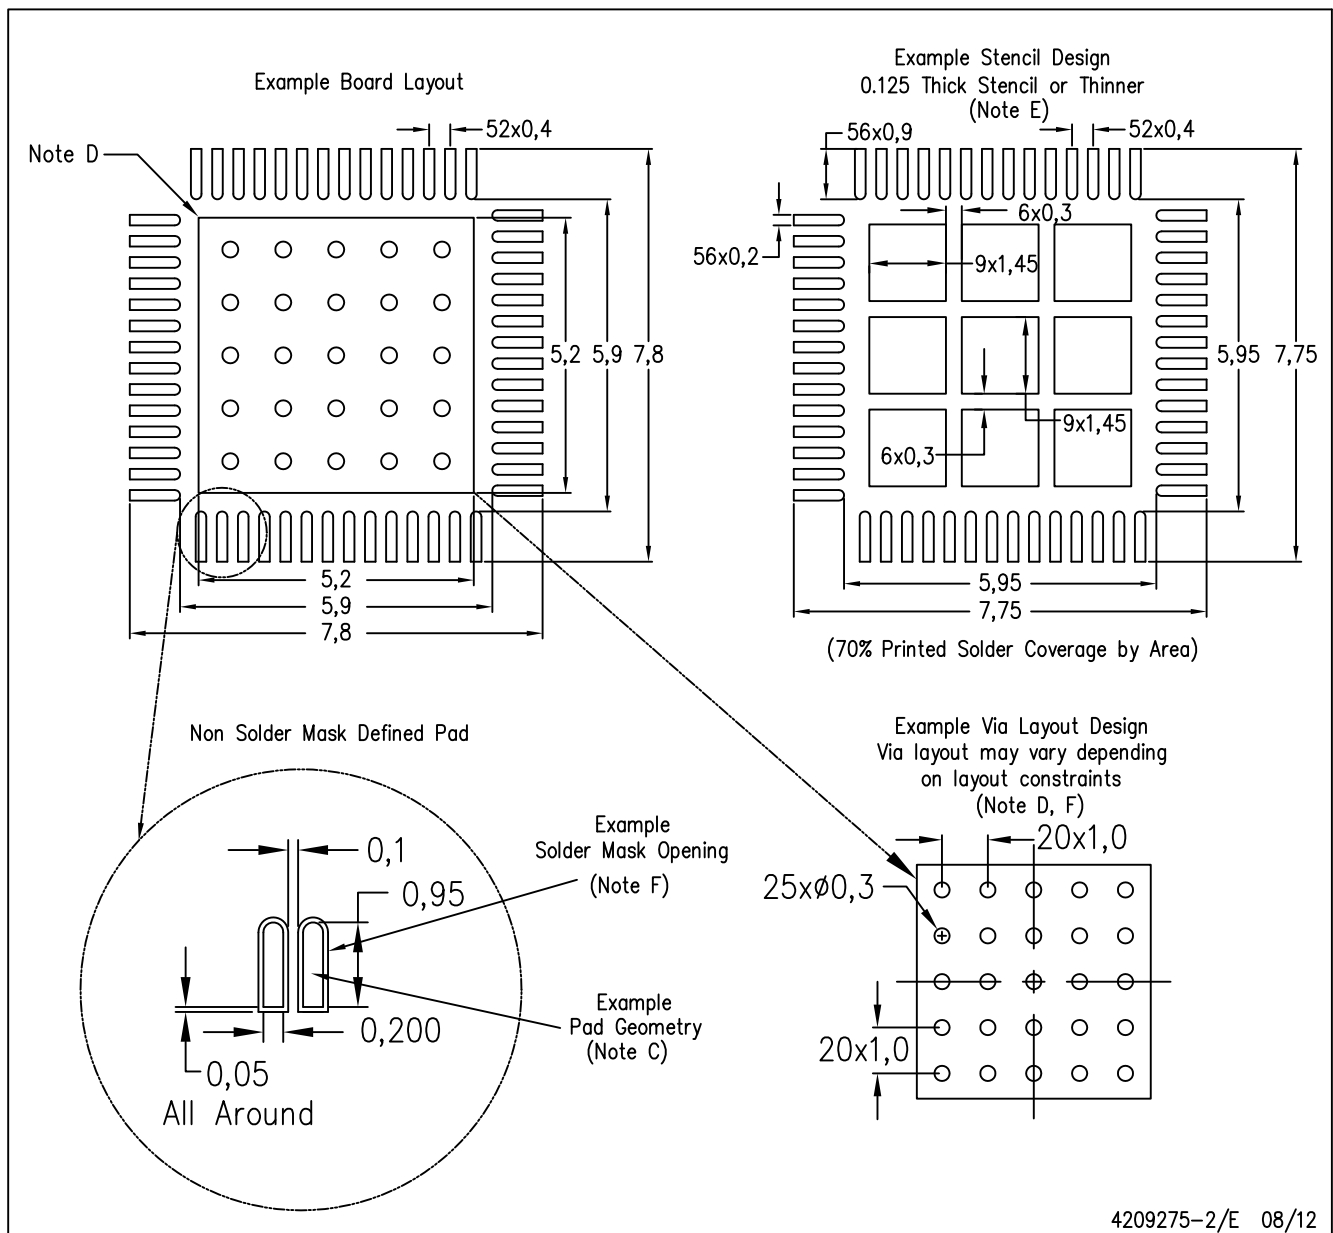 Example Board Layout
52x0,4
Note D
5,2
5,9
7,8
5,2
5,9
7,8
Example Stencil Design
0.125 Thick Stencil or Thinner
(Note E)
56x0,9
52x0,4
6x0,3
56x0,2
9x1,45
5,95
7,75
9x1,45
6x0,3
5,95
7,75
(70% Printed Solder Coverage by Area)
Non Solder Mask Defined Pad
Example
Solder Mask Opening
(Note F)
0,1
0,95
Example
Pad Geometry
(Note C)
0,200
0,05
All Around
Example Via Layout Design
Via layout may vary depending
on layout constraints
(Note D, F)
20x1,0
25xø0,3
20x1,0
4209275-2/E 08/12